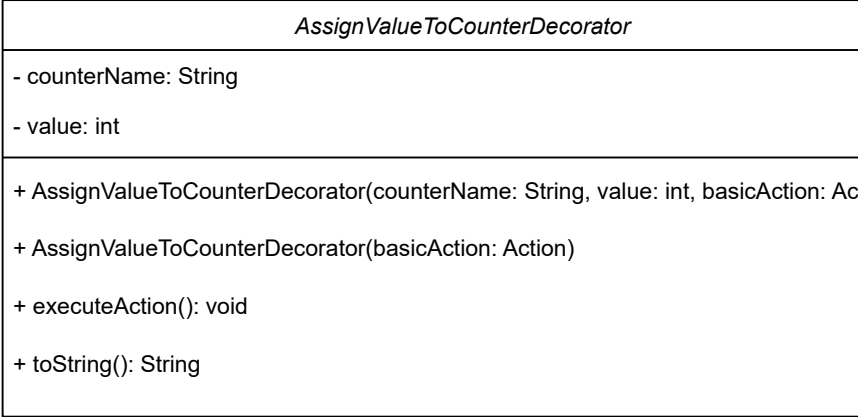 AssignValueToCounterDecorator
- counterName: String
- value: int
+ AssignValueToCounterDecorator(counterName: String, value: int, basicAction: Ac
+ AssignValueToCounterDecorator(basicAction: Action)
+ executeAction(): void
+ toString(): String